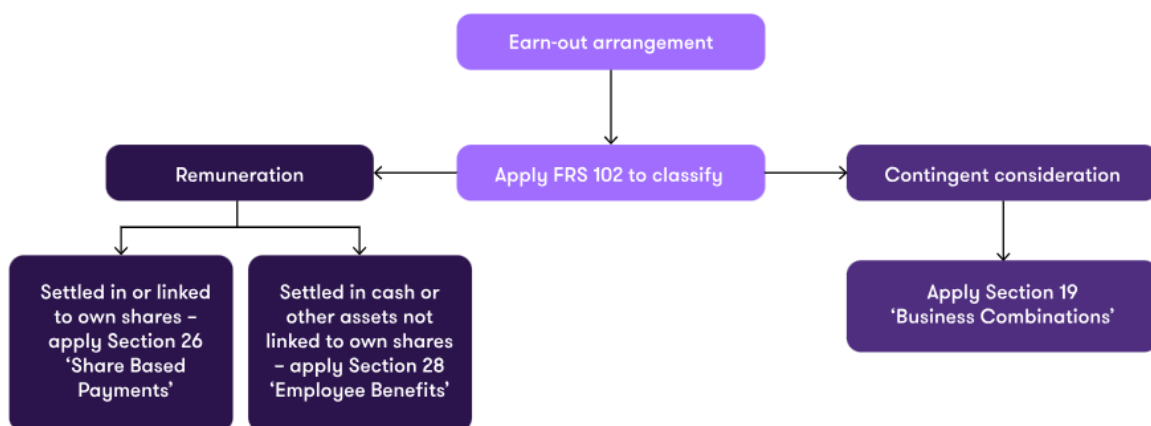 Earn-out arrangement
Remuneration
Apply FRS 102 to classify
Contingent consideration
Settled in or linked
to own shares –
apply Section 26
‘Share Based
Payments’
Settled in cash or
other assets not
linked to own shares
– apply Section 28
‘Employee Benefits’
Apply Section 19
‘Business Combinations’